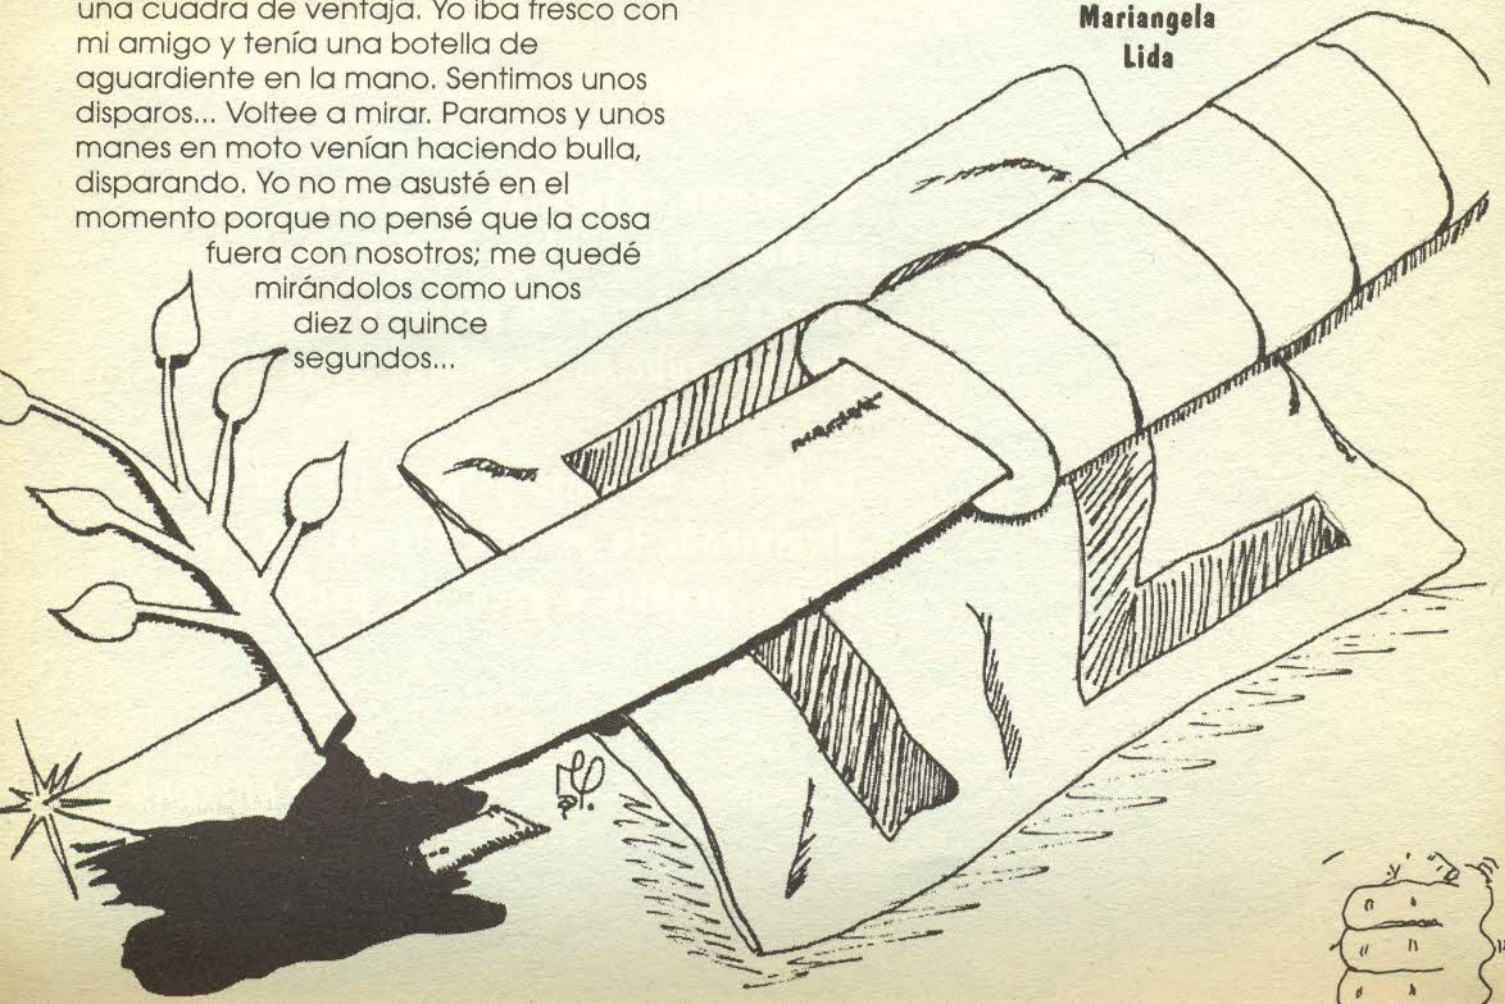 una cuadra de ventaja. Yo iba fresco con
mi amigo y tenía una botella de
aguardiente en la mano. Sentimos unos
disparos... Voltee a mirar. Paramos y unos
manes en moto venían haciendo bulla,
disparando. Yo no me asusté en el
momento porque no pensé que la cosa
fuera con nosotros; me quedé
mirándolos como unos
diez o quince
segundos...
Mariangela
Lida